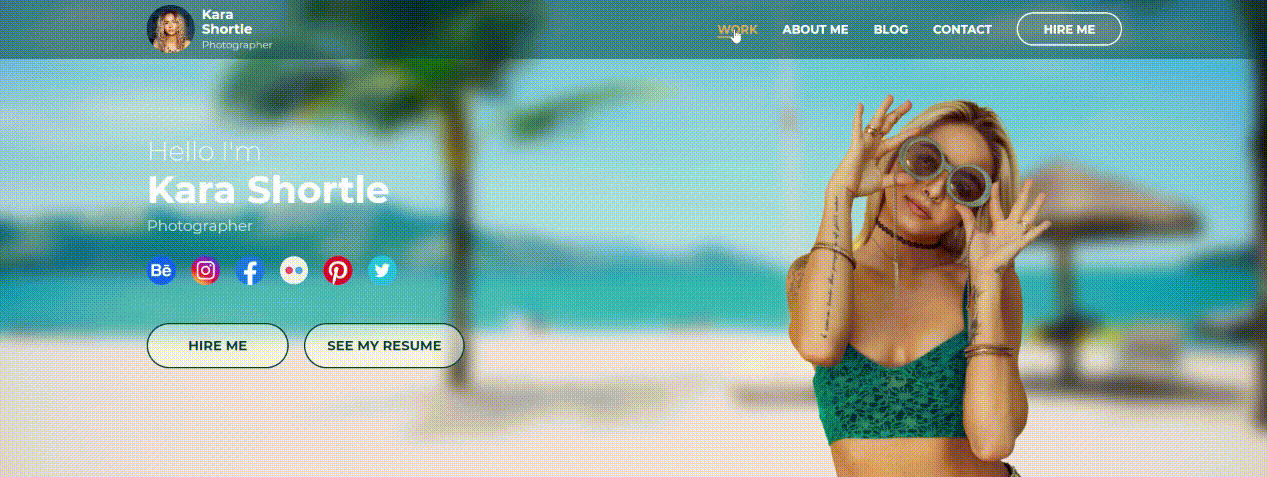 Kara
Shortle
Photographer
WORK
ABOUT ME
BLOG
CONTACT
HIRE ME
Hello I'm
Kara Shortle
Photographer
Bē
HIRE ME
SEE MY RESUME